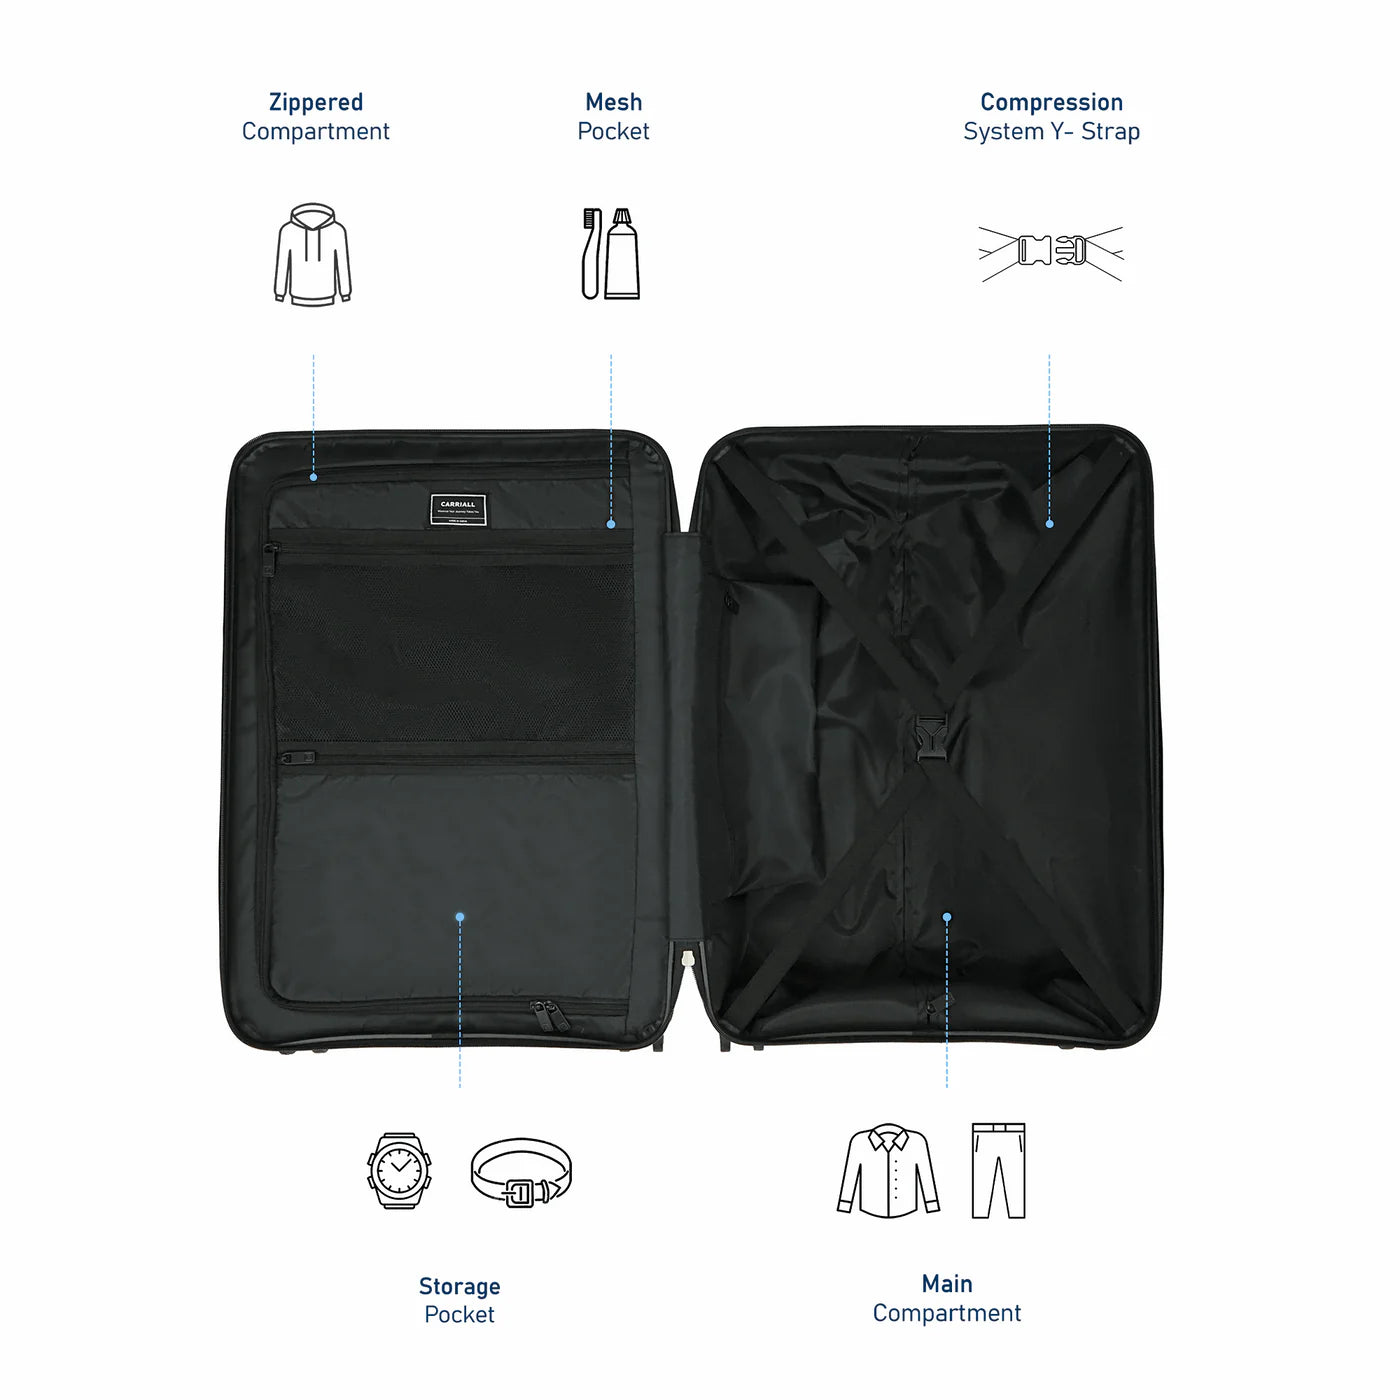 Zippered
Compartment
Mesh
Pocket
Compression
System Y- Strap
CARRIALL
Storage
Pocket
Main
Compartment